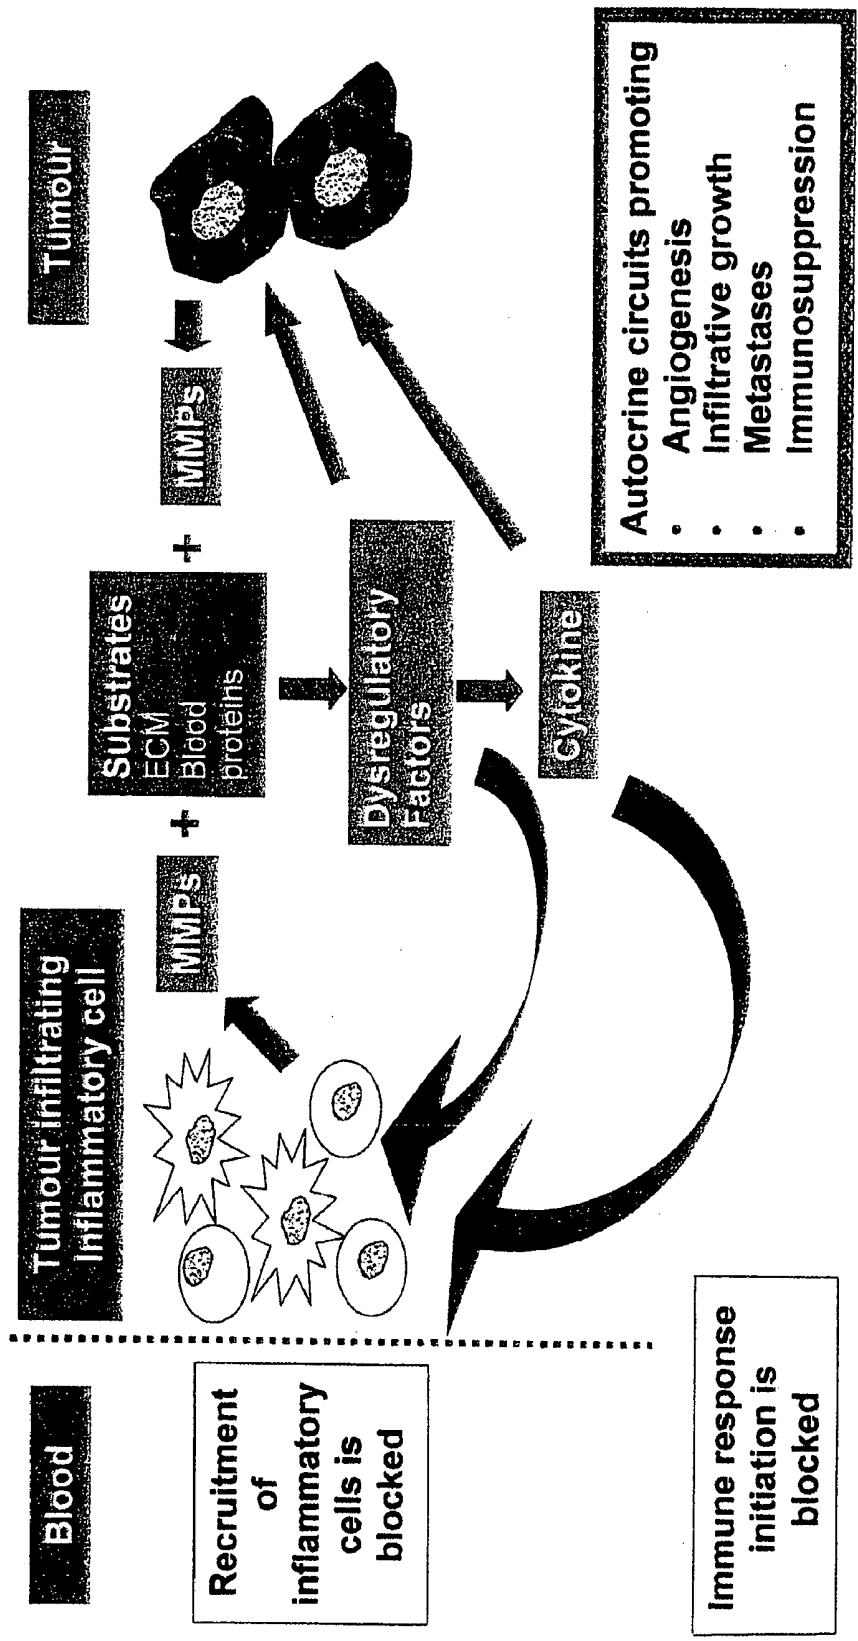 Blood
Tumour infiltrating
Inflammatory cell
Tumour
MMPs
+
Substrates
ECM
Blood
proteins
+
MMPs
Recruitment
of
inflammatory
cells is
blocked
Dysregulatory
Factors
Cytokine
Immune response
initiation is
blocked
Autocrine circuits promoting
• Angiogenesis
• Infiltrative growth
• Metastases
• Immunosuppression